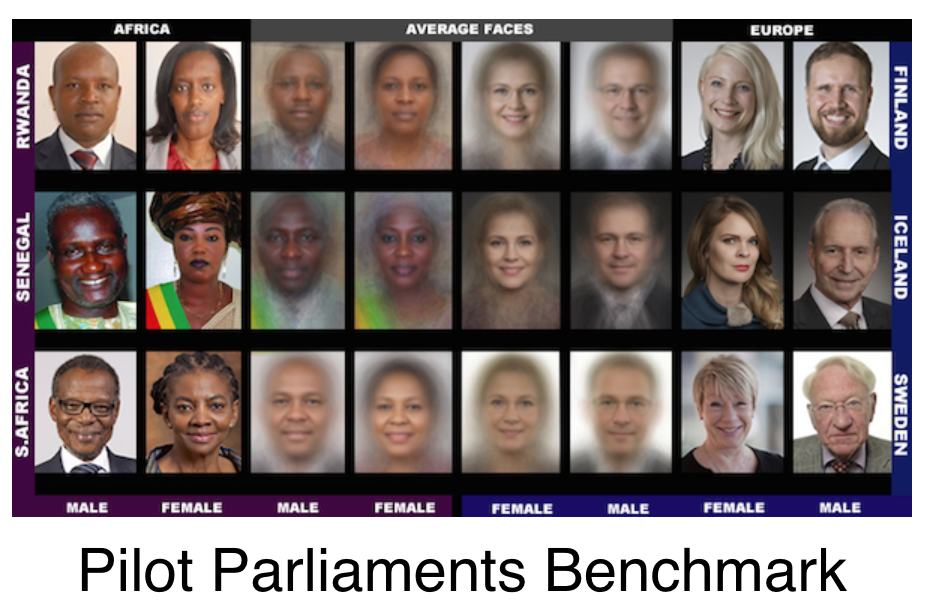 AFRICA AVERAGE FACES EUROPE
RWANDA FINLAND
SENEGAL ICELAND
S.AFRICA SWEDEN
MALE FEMALE MALE FEMALE FEMALE MALE FEMALE MALE
Pilot Parliaments Benchmark